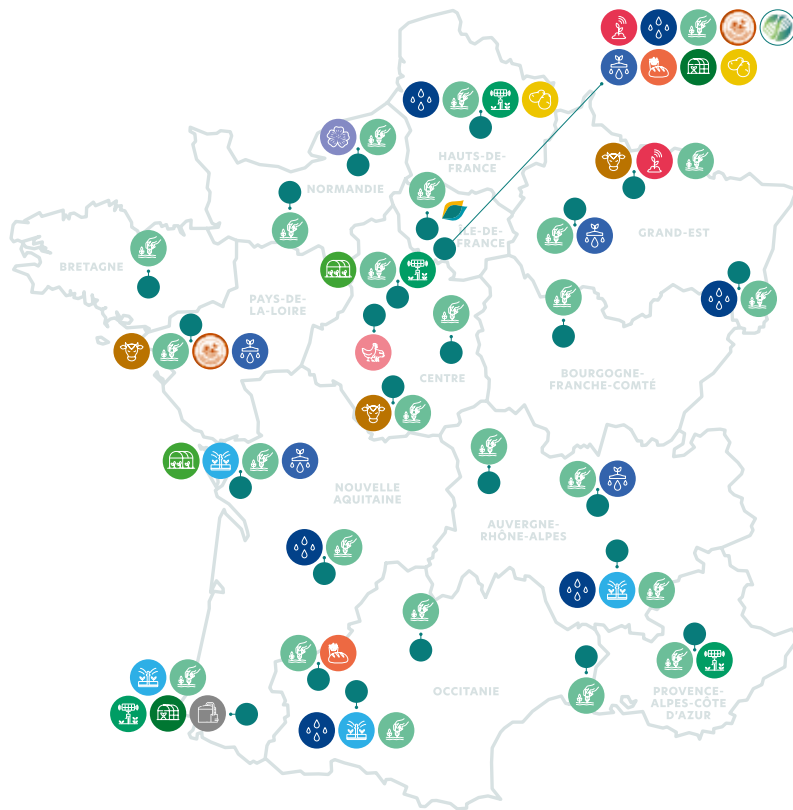 HAUTS-DE-
FRANCE
NORMANDIE
ÎLE-DE-
FRANCE
GRAND-EST
BRETAGNE
PAYS-DE-
LA-LOIRE
CENTRE
BOURGOGNE-
FRANCHE-COMTÉ
NOUVELLE
AQUITAINE
AUVERGNE-
RHÔNE-ALPES
OCCITANIE
PROVENCE-
ALPES-CÔTE
D'AZUR